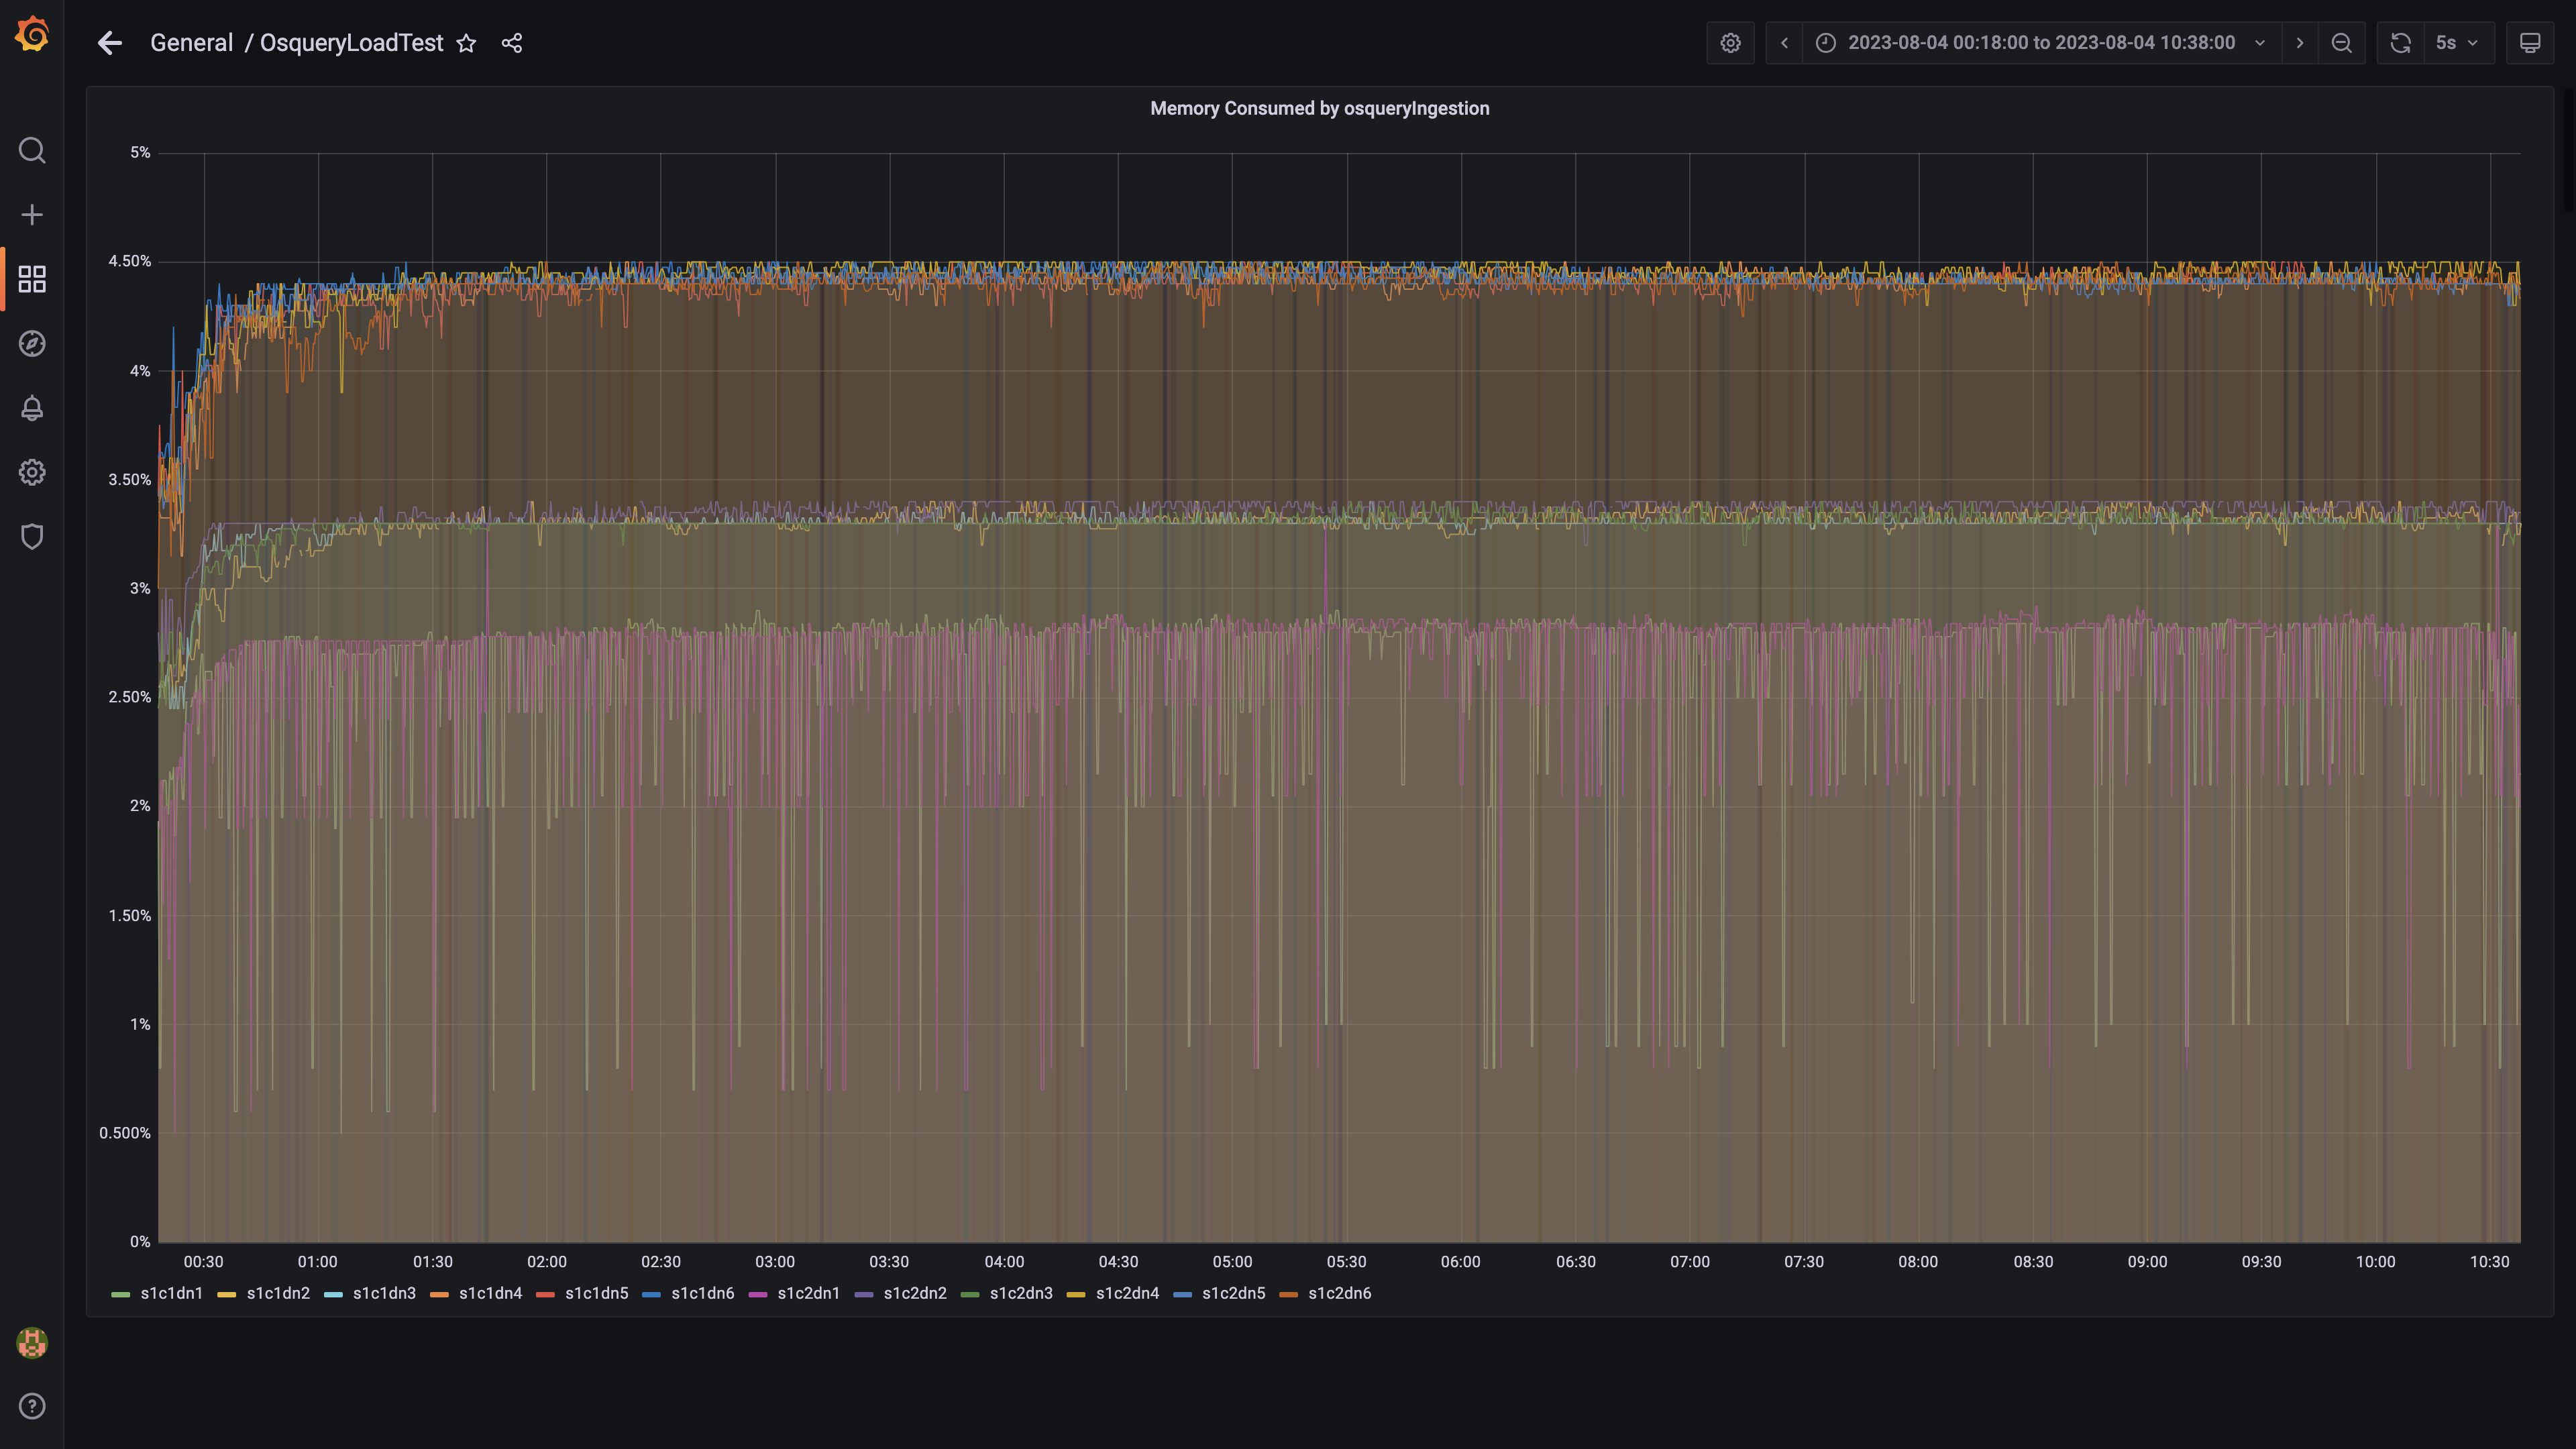 General / OsqueryLoadTest
2023-08-04 00:18:00 to 2023-08-04 10:38:00
5s
Memory Consumed by osqueryIngestion
5%
4.50%
4%
3.50%
3%
2.50%
2%
1.50%
1%
0.500%
0%
00:30 01:00 01:30 02:00 02:30 03:00 03:30 04:00 04:30 05:00 05:30 06:00 06:30 07:00 07:30 08:00 08:30 09:00 09:30 10:00 10:30
s1c1dn1 s1c1dn2 s1c1dn3 s1c1dn4 s1c1dn5 s1c1dn6 s1c2dn1 s1c2dn2 s1c2dn3 s1c2dn4 s1c2dn5 s1c2dn6